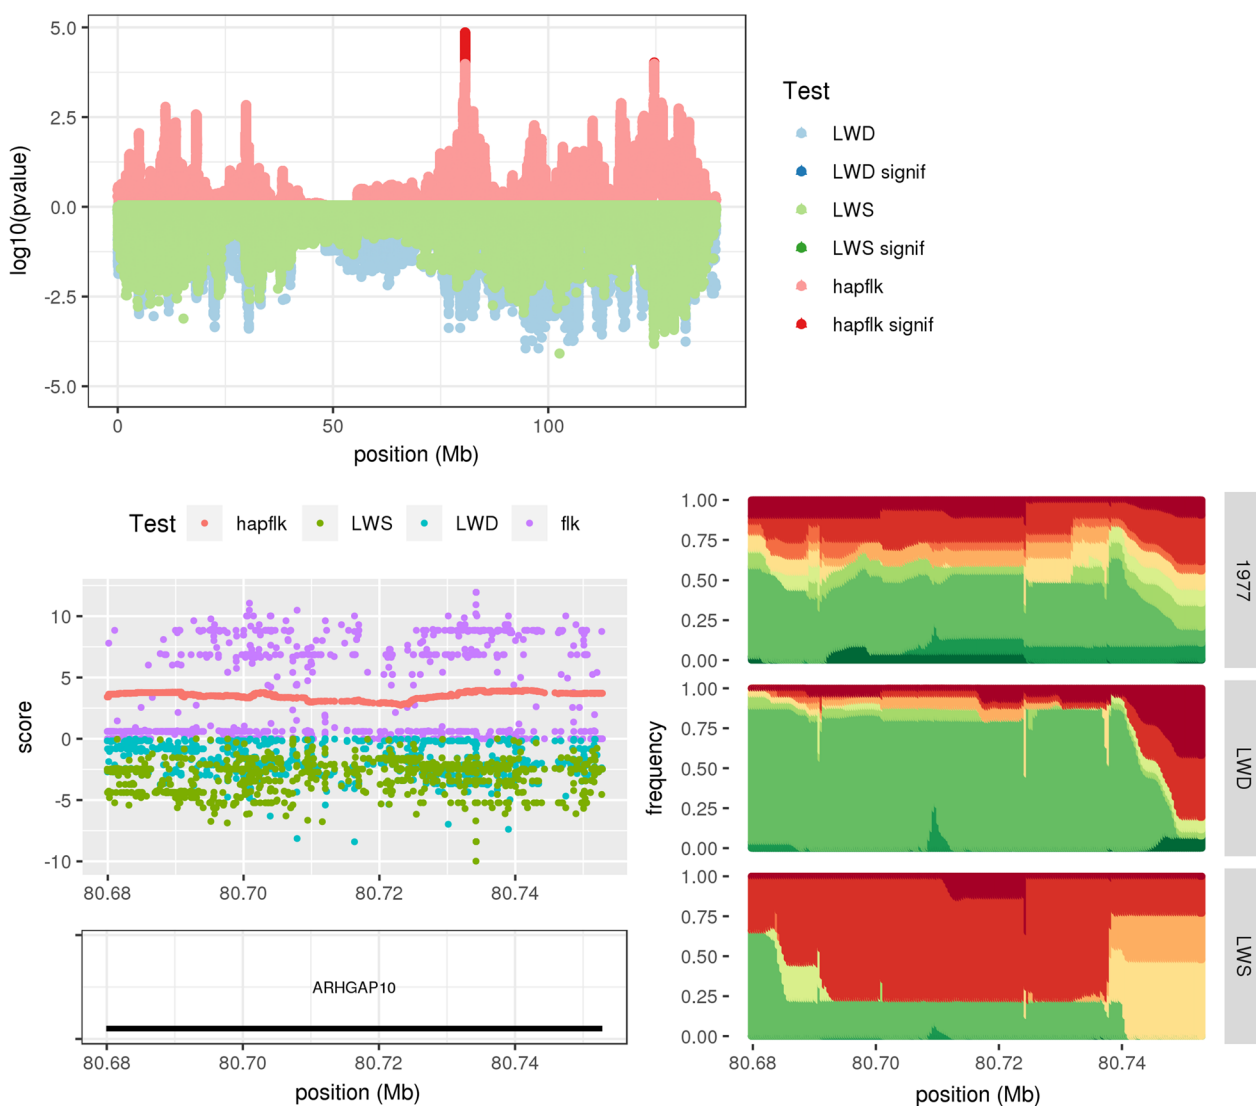 5.0
2.5
0.0
-2.5
-5.0
log10(pvalue)
0 50 100
position (Mb)
Test
LWD
LWD signif
LWS
LWS signif
hapflk
hapflk signif
Test hapflk LWS LWD flk
10
5
0
-5
-10
score
80.68 80.70 80.72 80.74
ARHGAP10
80.68 80.70 80.72 80.74
position (Mb)
1.00
0.75
0.50
0.25
0.00
1977
1.00
0.75
0.50
0.25
0.00
LWD
frequency
1.00
0.75
0.50
0.25
0.00
LWS
80.68 80.70 80.72 80.74
position (Mb)